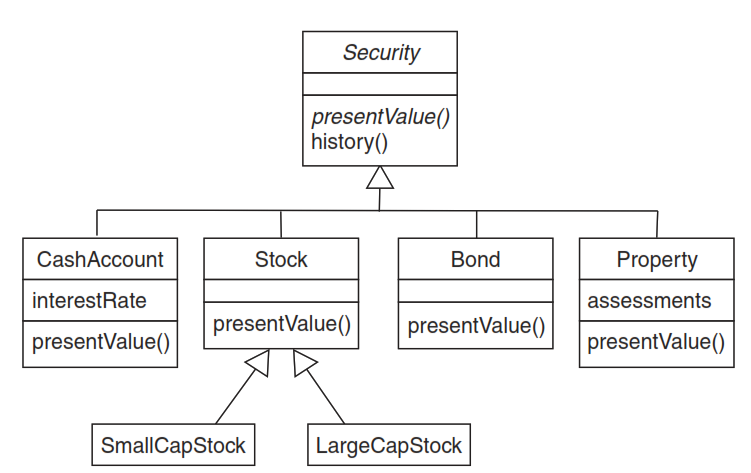 Security
presentValue()
history()
CashAccount
interestRate
presentValue()
Stock
presentValue()
Bond
presentValue()
Property
assessments
presentValue()
SmallCapStock
LargeCapStock